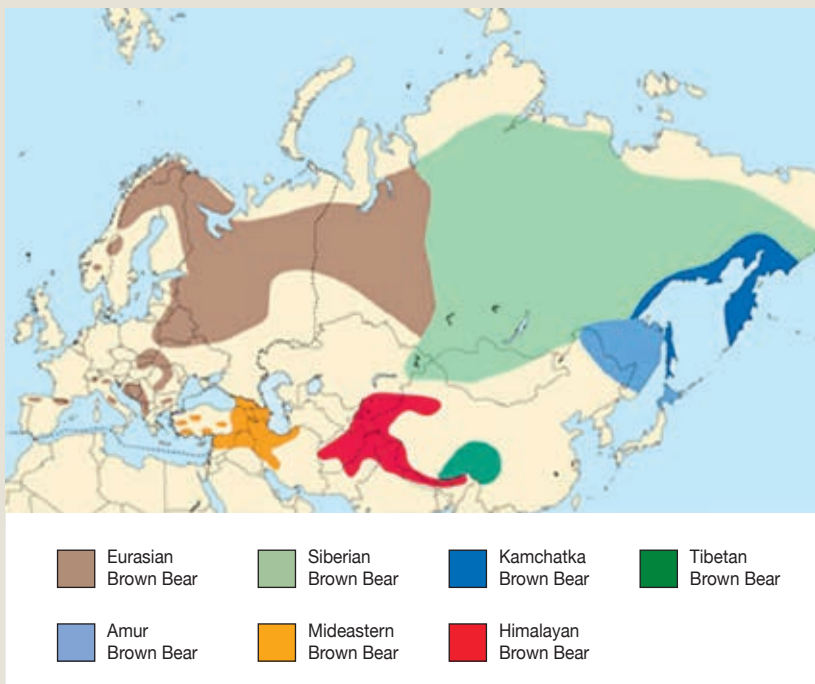 Eurasian
Brown Bear
Siberian
Brown Bear
Kamchatka
Brown Bear
Tibetan
Brown Bear
Amur
Brown Bear
Mideastern
Brown Bear
Himalayan
Brown Bear